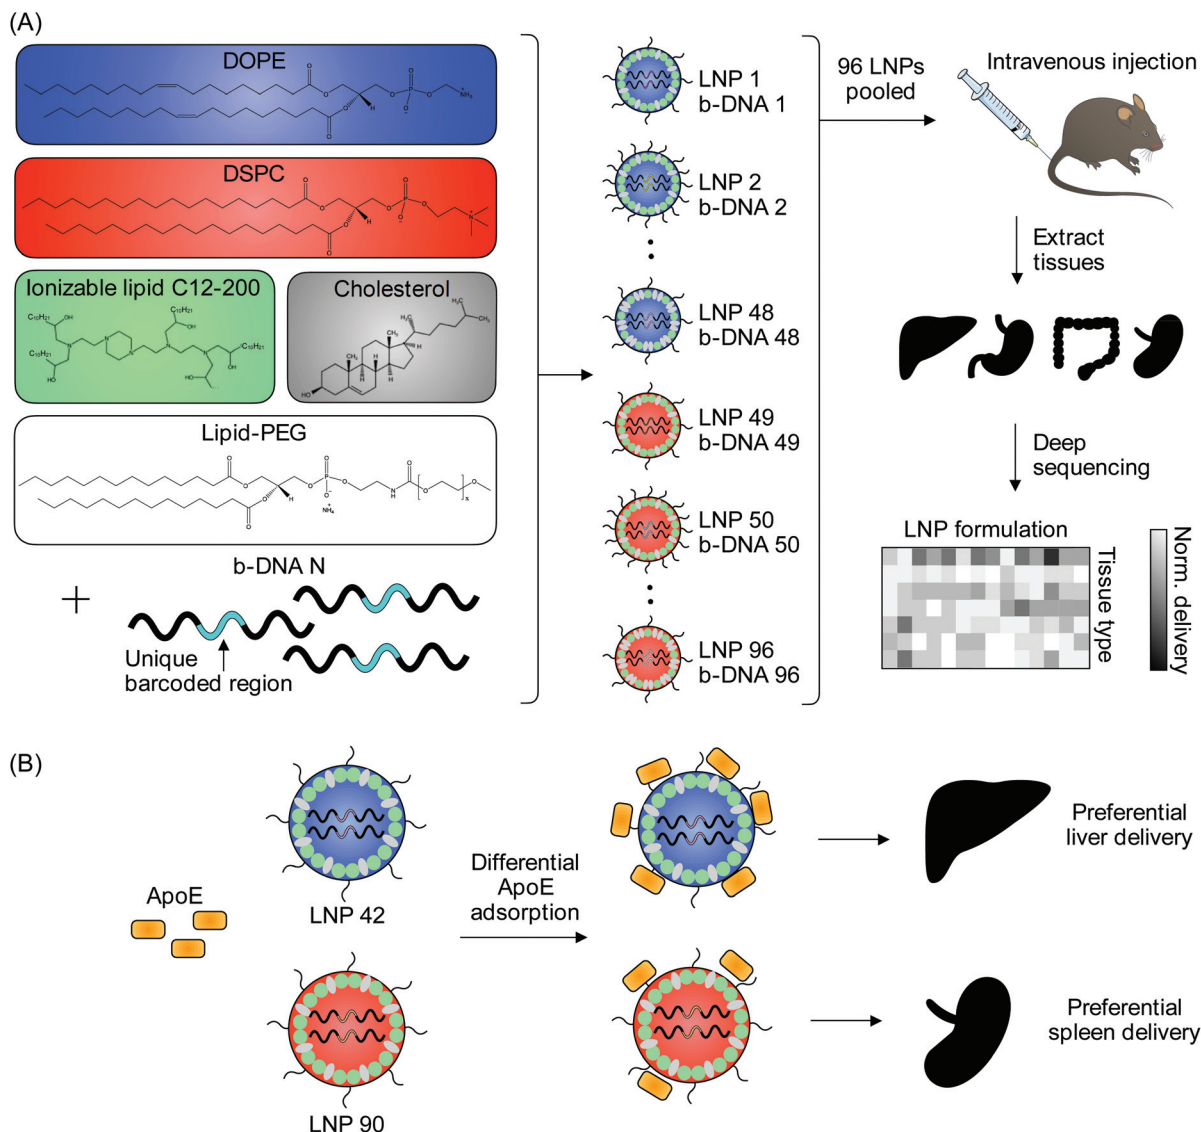 (A)
DOPE
DSPC
Ionizable lipid C12-200
Cholesterol
Lipid-PEG
b-DNA N
+
Unique
barcoded region
LNP 1
b-DNA 1
LNP 2
b-DNA 2
LNP 48
b-DNA 48
LNP 49
b-DNA 49
LNP 50
b-DNA 50
LNP 96
b-DNA 96
96 LNPs
pooled
Intravenous injection
Extract
tissues
Deep
sequencing
LNP formulation
Tissue type
Norm. delivery
(B)
ApoE
LNP 42
LNP 90
Differential
ApoE
adsorption
Preferential
liver delivery
Preferential
spleen delivery